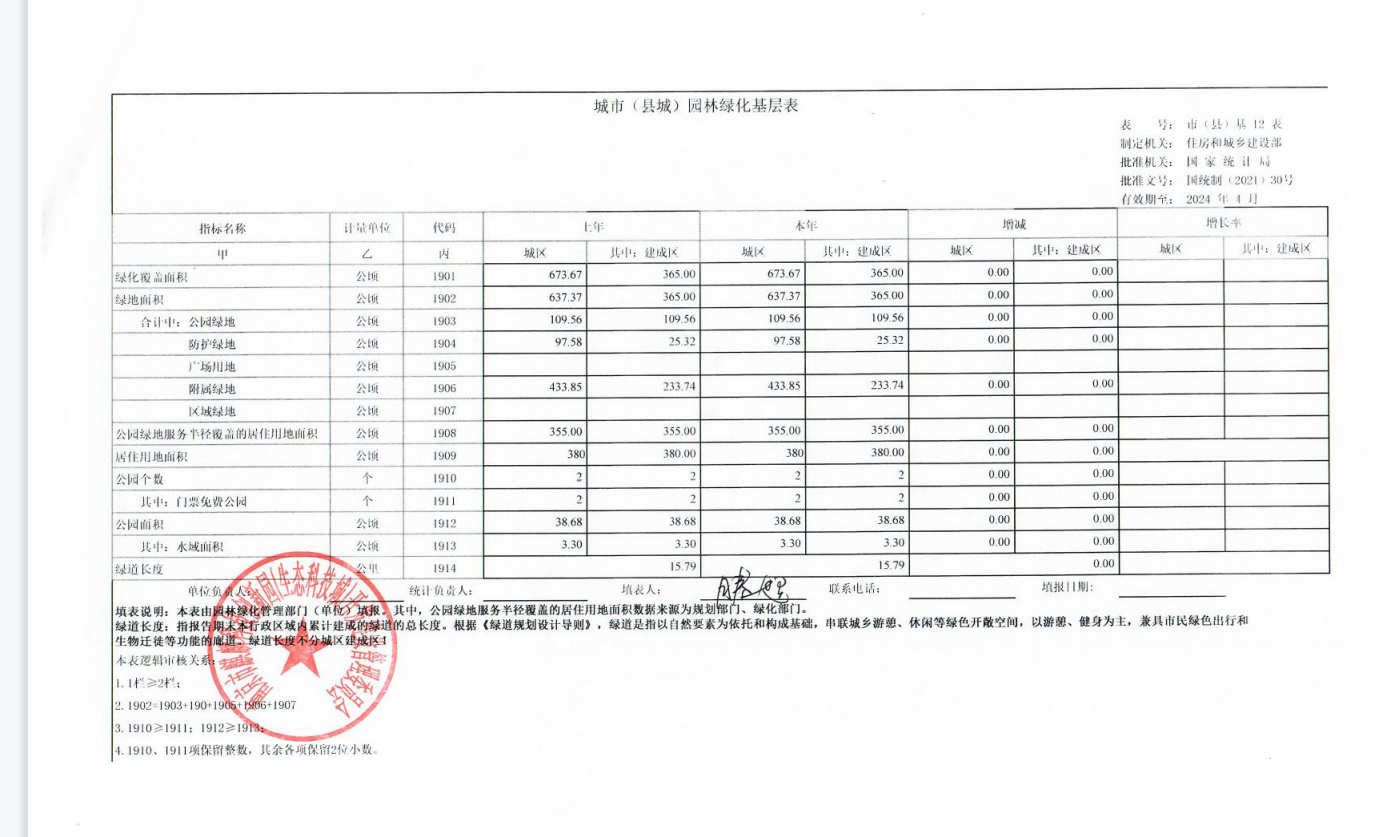 城市（县城）园林绿化基层表
表 号： 市（县）基 12 表
制定机关： 住房和城乡建设部
批准机关： 国 家 统 计 局
批准文号： 国统制（2021）30号
有效期至： 2024 年 4 月
指标名称 计量单位 代码 上年 本年 增减 增长率
甲 乙 丙 城区 其中：建成区 城区 其中：建成区 城区 其中：建成区 城区 其中：建成区
绿化覆盖面积 公顷 1901 673.67 365.00 673.67 365.00 0.00 0.00
绿地面积 公顷 1902 637.37 365.00 637.37 365.00 0.00 0.00
合计中：公园绿地 公顷 1903 109.56 109.56 109.56 109.56 0.00 0.00
防护绿地 公顷 1904 97.58 25.32 97.58 25.32 0.00 0.00
广场用地 公顷 1905
附属绿地 公顷 1906 433.85 233.74 433.85 233.74 0.00 0.00
区域绿地 公顷 1907
公园绿地服务半径覆盖的居住用地面积 公顷 1908 355.00 355.00 355.00 355.00 0.00 0.00
居住用地面积 公顷 1909 380 380.00 380 380.00 0.00 0.00
公园个数 个 1910 2 2 2 2 0.00 0.00
其中：门票免费公园 个 1911 2 2 2 2 0.00 0.00
公园面积 公顷 1912 38.68 38.68 38.68 38.68 0.00 0.00
其中：水域面积 公顷 1913 3.30 3.30 3.30 3.30 0.00 0.00
绿道长度 公里 1914 15.79 15.79 0.00
单位负责人： 统计负责人： 填表人： 联系电话： 填报日期：
填表说明：本表由园林绿化管理部门（单位）填报。其中，公园绿地服务半径覆盖的居住用地面积数据来源为规划部门、绿化部门。
绿道长度：指报告期末本行政区域内累计建成的绿道的总长度。根据《绿道规划设计导则》，绿道是指以自然要素为依托和构成基础，串联城乡游憩、休闲等绿色开敞空间，以游憩、健身为主，兼具市民绿色出行和
生物迁徙等功能的廊道。绿道长度不分城区建成区！
本表逻辑审核关系：
1. 1栏≥2栏；
2. 1902=1903+190+1905+1906+1907
3. 1910≥1911；1912≥1913；
4. 1910、1911项保留整数，其余各项保留2位小数。